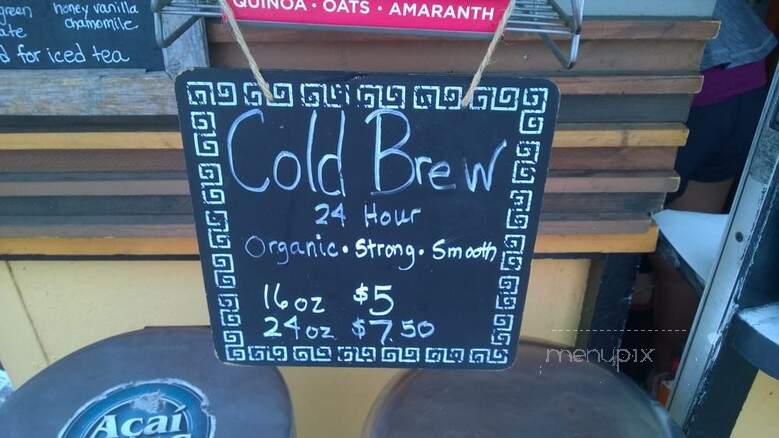 QUINOA • OATS • AMARANTH
green honey vanilla
ate chamomile
d for iced tea
Cold Brew
24 Hour
Organic • Strong • Smooth
16oz $5
24oz $7.50
menupix
Açaí